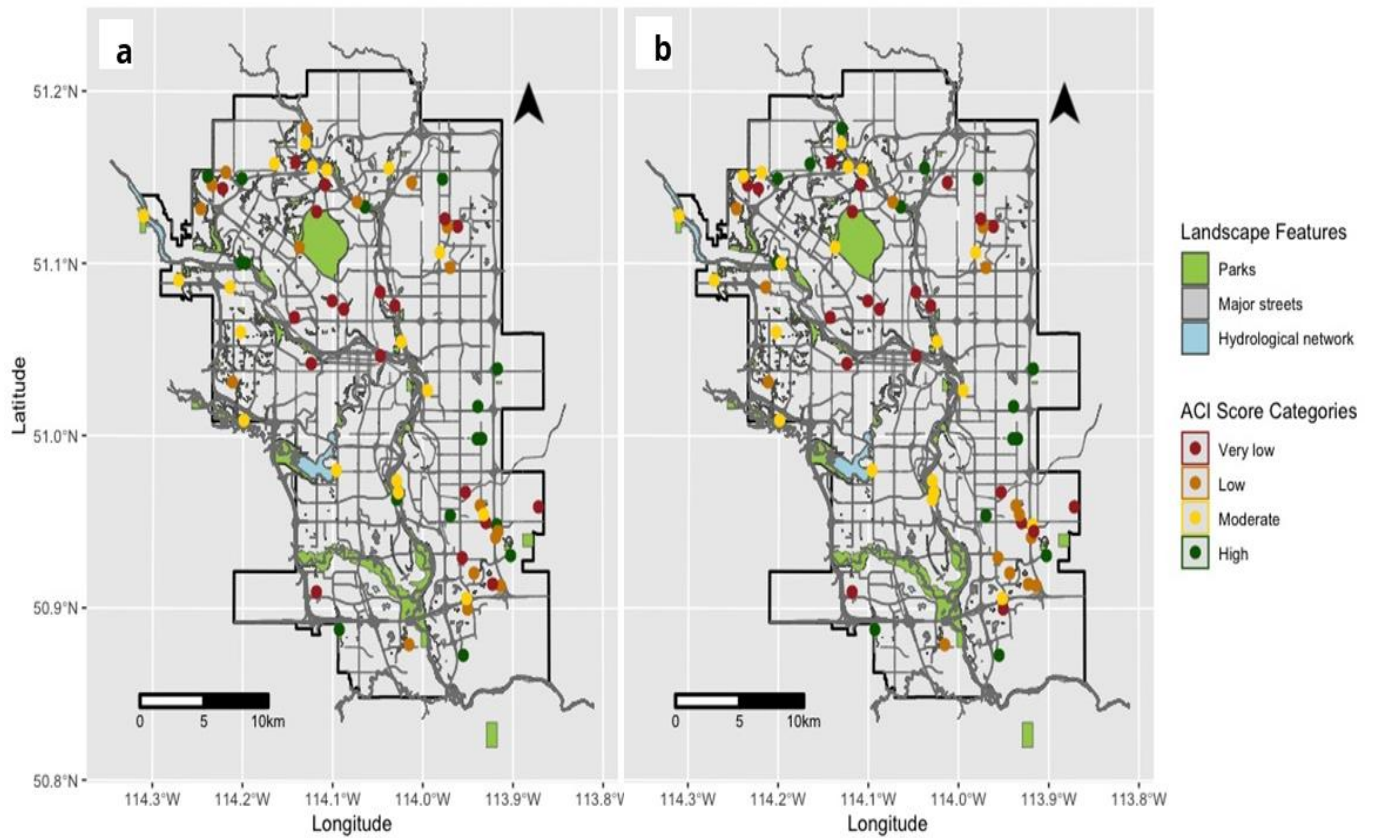 a
b
51.2°N
51.1°N
51.0°N
50.9°N
50.8°N
Latitude
0 5 10km
0 5 10km
114.3°W 114.2°W 114.1°W 114.0°W 113.9°W 113.8°W
114.3°W 114.2°W 114.1°W 114.0°W 113.9°W 113.8°W
Longitude
Longitude
Landscape Features
Parks
Major streets
Hydrological network
ACI Score Categories
Very low
Low
Moderate
High